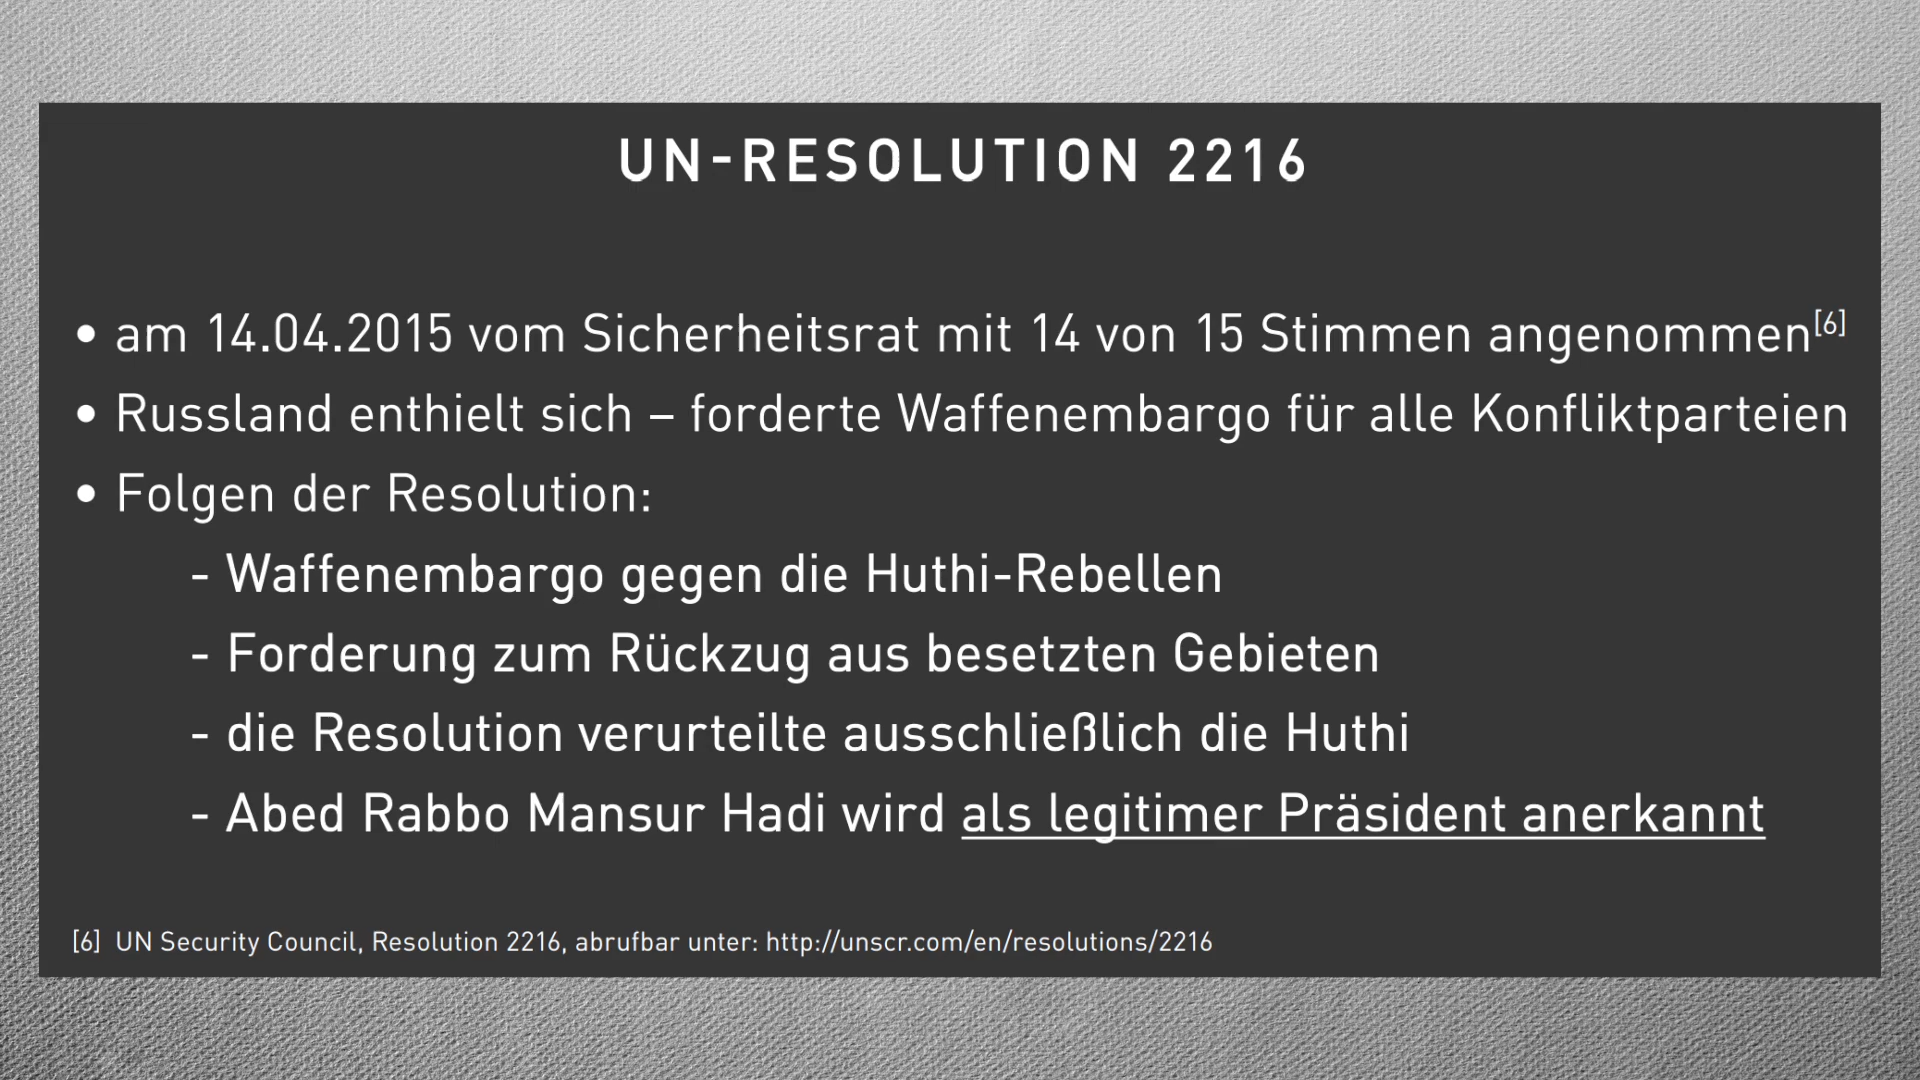 UN-RESOLUTION 2216
• am 14.04.2015 vom Sicherheitsrat mit 14 von 15 Stimmen angenommen[6]
• Russland enthielt sich – forderte Waffenembargo für alle Konfliktparteien
• Folgen der Resolution:
- Waffenembargo gegen die Huthi-Rebellen
- Forderung zum Rückzug aus besetzten Gebieten
- die Resolution verurteilte ausschließlich die Huthi
- Abed Rabbo Mansur Hadi wird als legitimer Präsident anerkannt
[6] UN Security Council, Resolution 2216, abrufbar unter: http://unscr.com/en/resolutions/2216